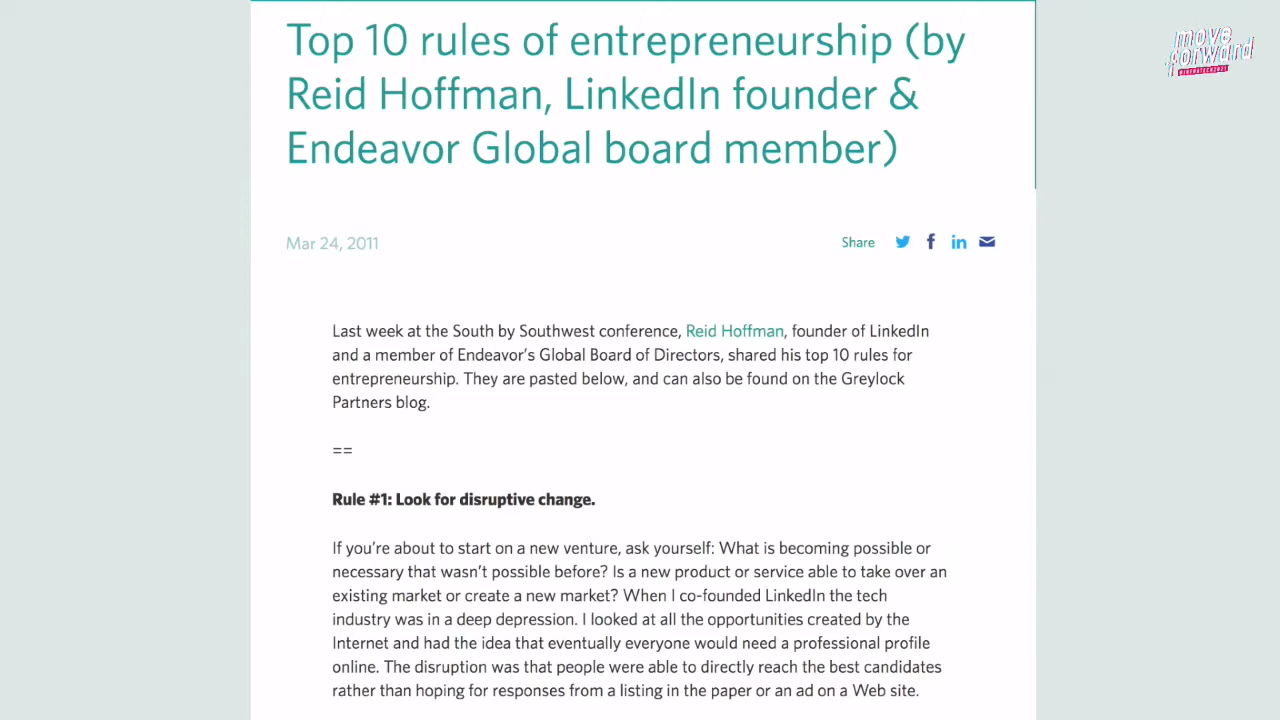 Top 10 rules of entrepreneurship (by
Reid Hoffman, LinkedIn founder &
Endeavor Global board member)
move
forward
Mar 24, 2011
Share
Last week at the South by Southwest conference, Reid Hoffman, founder of LinkedIn
and a member of Endeavor's Global Board of Directors, shared his top 10 rules for
entrepreneurship. They are pasted below, and can also be found on the Greylock
Partners blog.
==
Rule #1: Look for disruptive change.
If you're about to start on a new venture, ask yourself: What is becoming possible or
necessary that wasn't possible before? Is a new product or service able to take over an
existing market or create a new market? When I co-founded LinkedIn the tech
industry was in a deep depression. I looked at all the opportunities created by the
Internet and had the idea that eventually everyone would need a professional profile
online. The disruption was that people were able to directly reach the best candidates
rather than hoping for responses from a listing in the paper or an ad on a Web site.